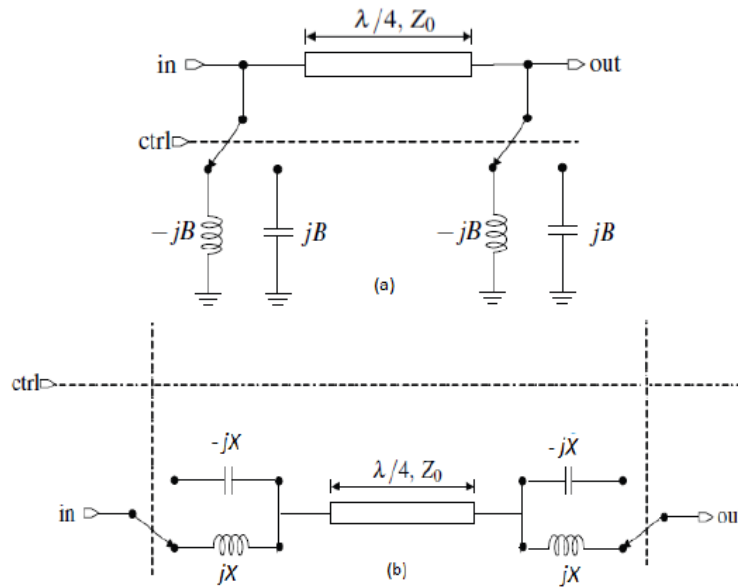 λ/4, Z₀
in
out
ctrl
−jB
jB
−jB
jB
(a)
ctrl
- jX
- jX
λ/4, Z₀
in
ou
jX
jX
(b)